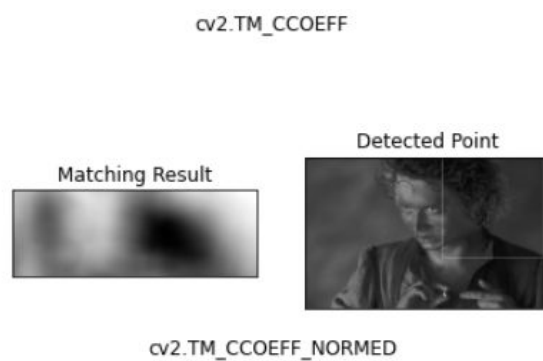 cv2.TM_CCOEFF
Detected Point
Matching Result
cv2.TM_CCOEFF_NORMED